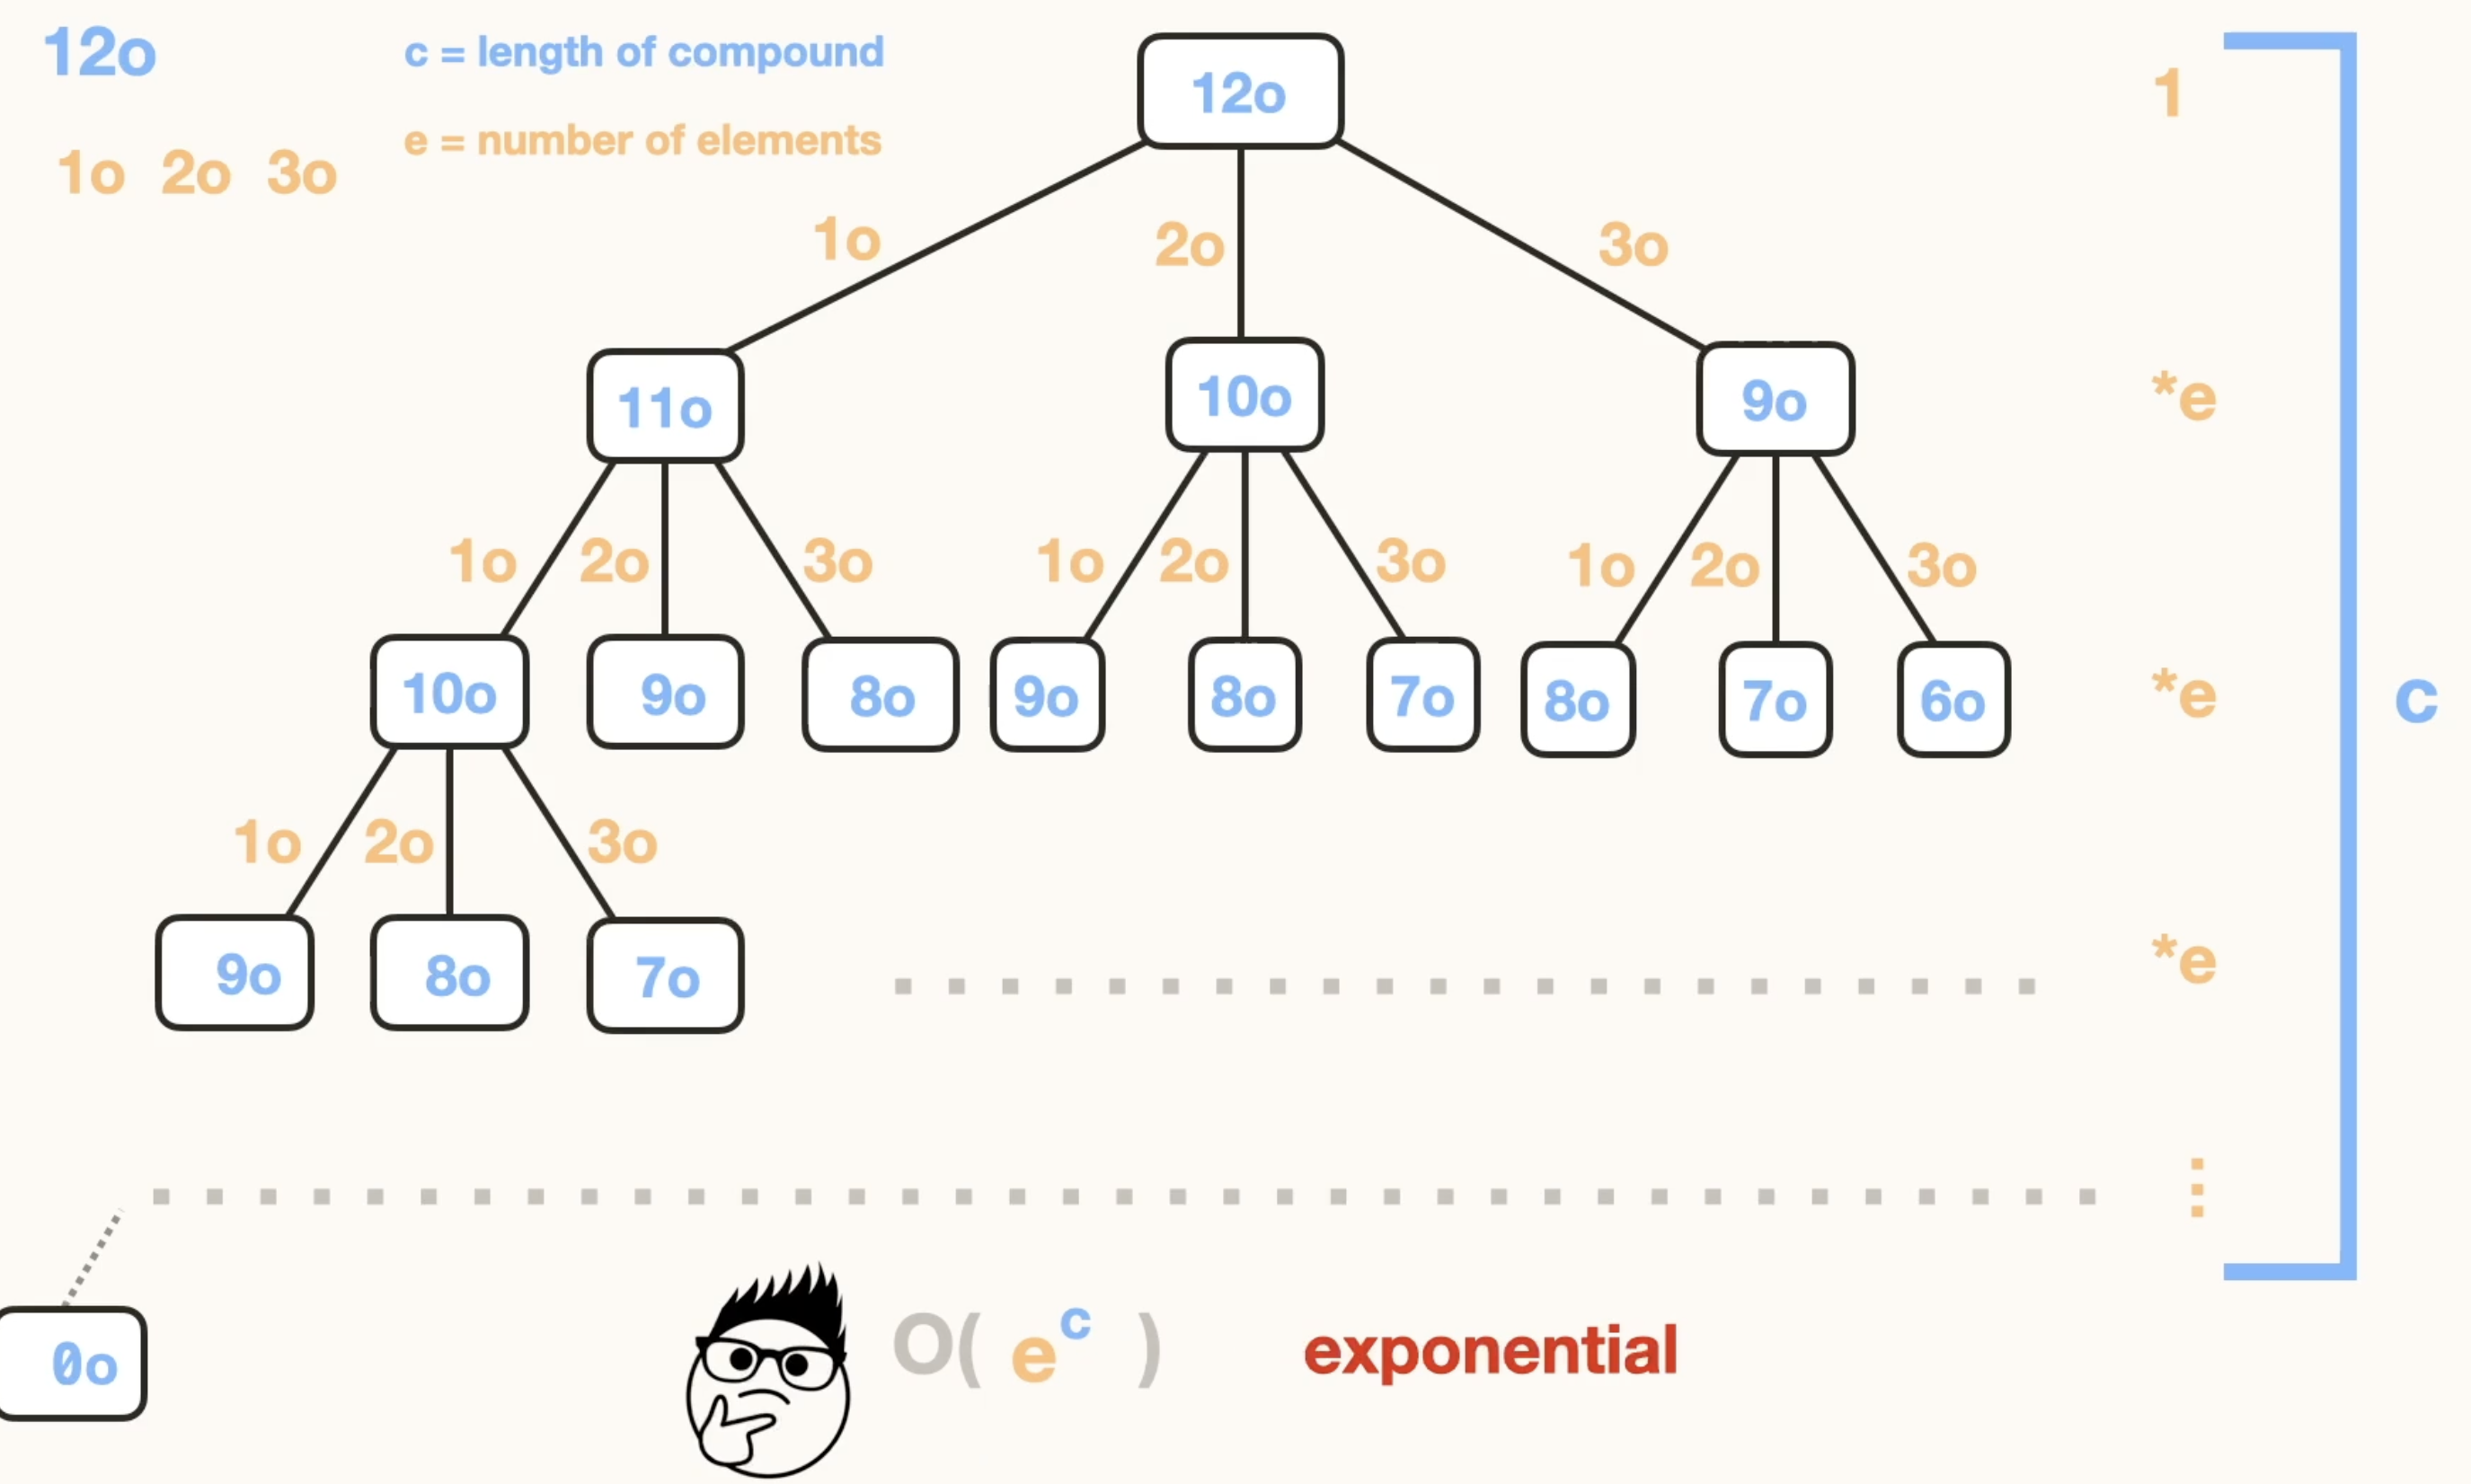 12o
c = length of compound
e = number of elements
1o 2o 3o
12o
1
1o 2o 3o
11o 10o 9o
*e
1o 2o 3o 1o 2o 3o 1o 2o 3o
10o 9o 8o 9o 8o 7o 8o 7o 6o
*e
c
1o 2o 3o
9o 8o 7o
*e
0o
O( e^c )
exponential